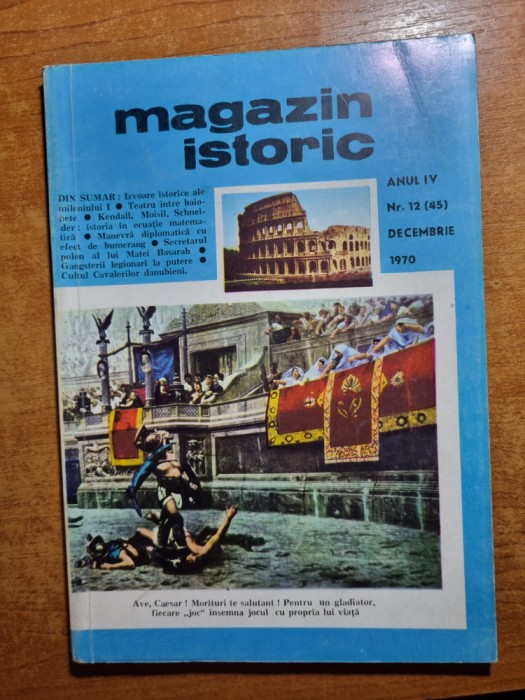 magazin
istoric
ANUL IV
Nr. 12 (45)
DECEMBRIE
1970
DIN SUMAR : Izvoare istorice ale
mileniului I ● Teatru între baio-
nete ● Kendall, Moisil, Schnei-
der : istoria în ecuație matema-
tică ● Manevră diplomatică cu
efect de bumerang ● Secretarul
polon al lui Matei Basarab ●
Gangsterii legionari la putere ●
Cultul Cavalerilor danubieni.
Ave, Caesar ! Morituri te salutant ! Pentru un gladiator,
fiecare „joc" însemna jocul cu propria lui viață